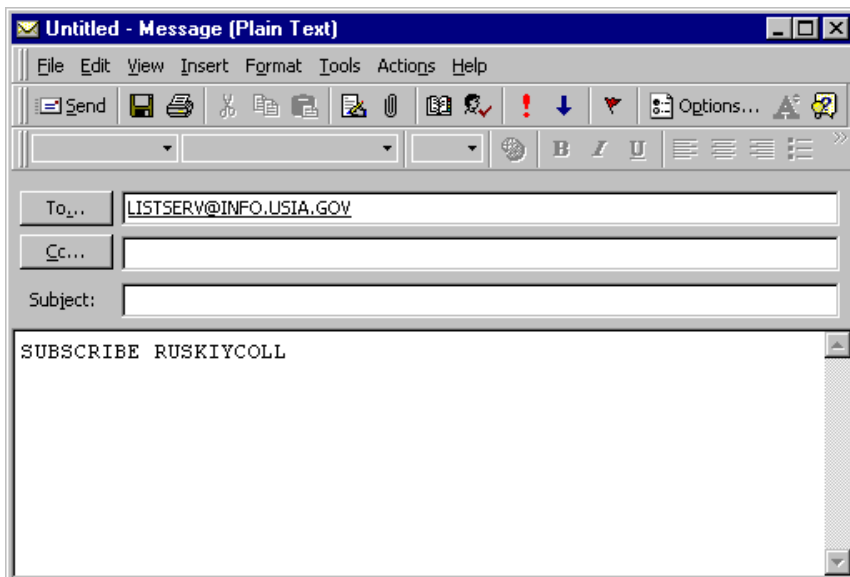 Untitled - Message (Plain Text)
File Edit View Insert Format Tools Actions Help
Send Options...
B I U
To... LISTSERV@INFO.USIA.GOV
Cc...
Subject:
SUBSCRIBE RUSKIYCOLL